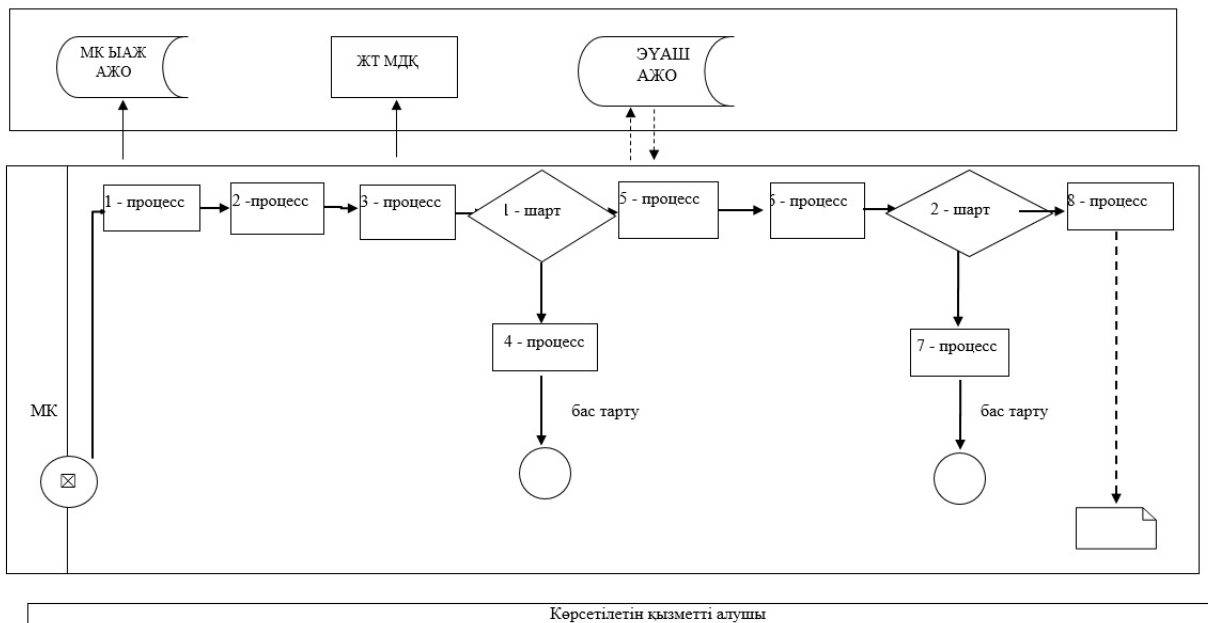 МК ЫАЖ
АЖО
ЖТ МДҚ
ЭҮАШ
АЖО
1 - процесс
2 -процесс
3 - процесс
1 - шарт
5 - процесс
6 - процесс
2 - шарт
8 - процесс
4 - процесс
7 - процесс
МК
бас тарту
бас тарту
Көрсетілетін қызметті алушы